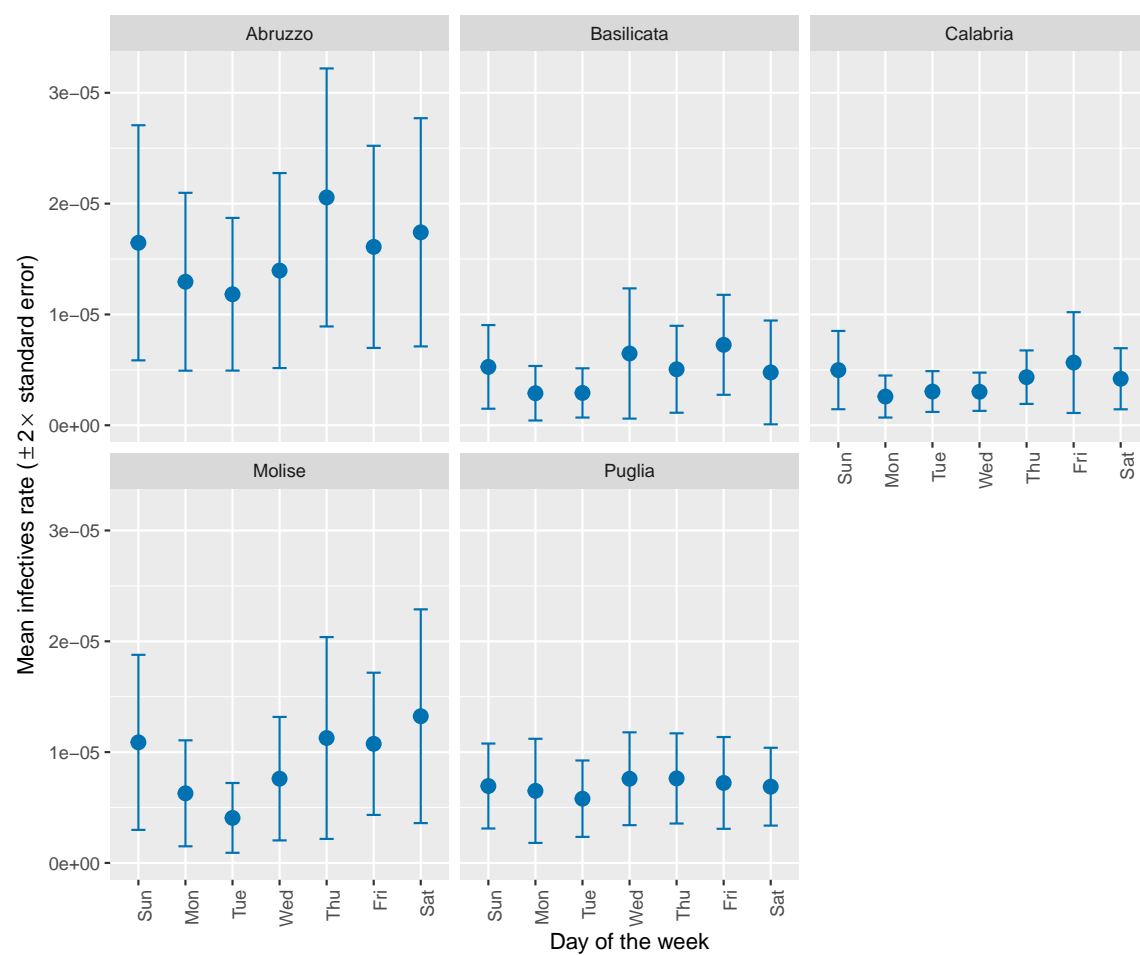 Abruzzo
Basilicata
Calabria
3e−05
2e−05
1e−05
0e+00
Sun
Mon
Tue
Wed
Thu
Fri
Sat
Molise
Puglia
3e−05
2e−05
1e−05
0e+00
Sun
Mon
Tue
Wed
Thu
Fri
Sat
Sun
Mon
Tue
Wed
Thu
Fri
Sat
Day of the week
Mean infectives rate (±2× standard error)